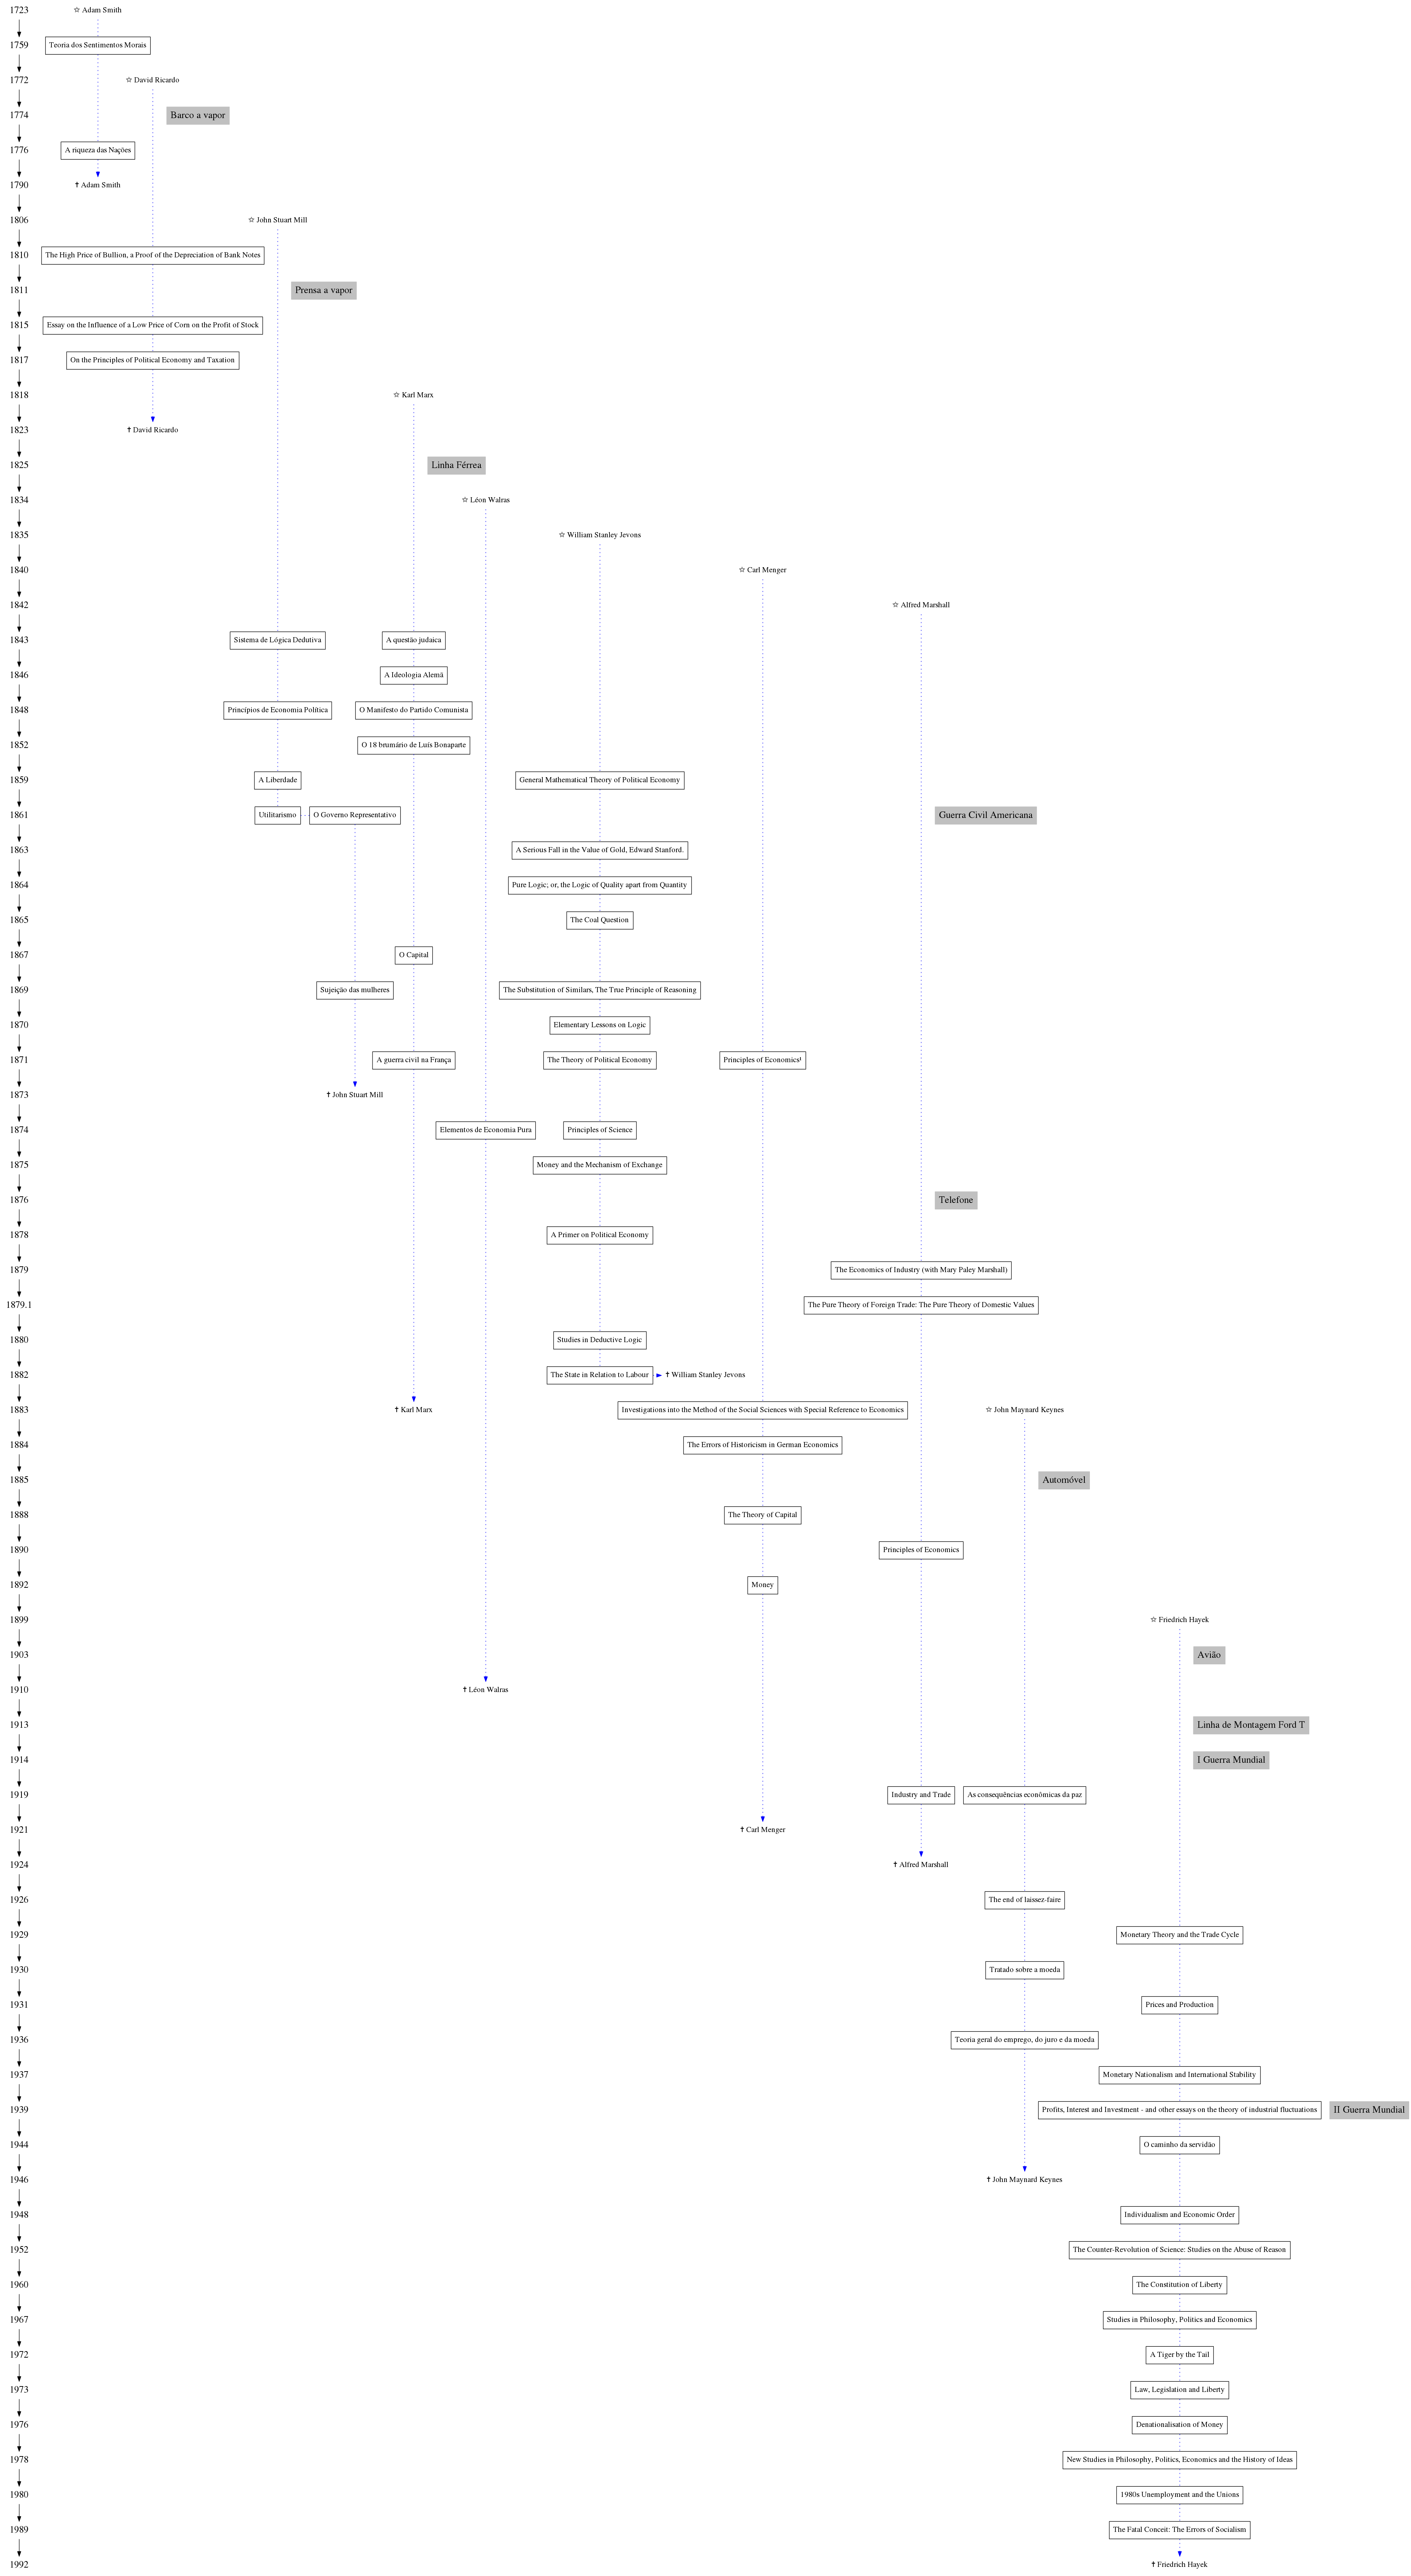 1723 ☆ Adam Smith
1759 Teoria dos Sentimentos Morais
1772 ☆ David Ricardo
1774 Barco a vapor
1776 A riqueza das Nações
1790 ✝ Adam Smith
1806 ☆ John Stuart Mill
1810 The High Price of Bullion, a Proof of the Depreciation of Bank Notes
1811 Prensa a vapor
1815 Essay on the Influence of a Low Price of Corn on the Profit of Stock
1817 On the Principles of Political Economy and Taxation
1818 ☆ Karl Marx
1823 ✝ David Ricardo
1825 Linha Férrea
1834 ☆ Léon Walras
1835 ☆ William Stanley Jevons
1840 ☆ Carl Menger
1842 ☆ Alfred Marshall
1843 Sistema de Lógica Dedutiva A questão judaica
1846 A Ideologia Alemã
1848 Princípios de Economia Política O Manifesto do Partido Comunista
1852 O 18 brumário de Luís Bonaparte
1859 A Liberdade General Mathematical Theory of Political Economy
1861 Utilitarismo O Governo Representativo Guerra Civil Americana
1863 A Serious Fall in the Value of Gold, Edward Stanford.
1864 Pure Logic; or, the Logic of Quality apart from Quantity
1865 The Coal Question
1867 O Capital
1869 Sujeição das mulheres The Substitution of Similars, The True Principle of Reasoning
1870 Elementary Lessons on Logic
1871 A guerra civil na França The Theory of Political Economy Principles of Economics¹
1873 ✝ John Stuart Mill
1874 Elementos de Economia Pura Principles of Science
1875 Money and the Mechanism of Exchange
1876 Telefone
1878 A Primer on Political Economy
1879 The Economics of Industry (with Mary Paley Marshall)
1879.1 The Pure Theory of Foreign Trade: The Pure Theory of Domestic Values
1880 Studies in Deductive Logic
1882 The State in Relation to Labour ✝ William Stanley Jevons
1883 ✝ Karl Marx Investigations into the Method of the Social Sciences with Special Reference to Economics ☆ John Maynard Keynes
1884 The Errors of Historicism in German Economics
1885 Automóvel
1888 The Theory of Capital
1890 Principles of Economics
1892 Money
1899 ☆ Friedrich Hayek
1903 Avião
1910 ✝ Léon Walras
1913 Linha de Montagem Ford T
1914 I Guerra Mundial
1919 Industry and Trade As consequências econômicas da paz
1921 ✝ Carl Menger
1924 ✝ Alfred Marshall
1926 The end of laissez-faire
1929 Monetary Theory and the Trade Cycle
1930 Tratado sobre a moeda
1931 Prices and Production
1936 Teoria geral do emprego, do juro e da moeda
1937 Monetary Nationalism and International Stability
1939 Profits, Interest and Investment - and other essays on the theory of industrial fluctuations II Guerra Mundial
1944 O caminho da servidão
1946 ✝ John Maynard Keynes
1948 Individualism and Economic Order
1952 The Counter-Revolution of Science: Studies on the Abuse of Reason
1960 The Constitution of Liberty
1967 Studies in Philosophy, Politics and Economics
1972 A Tiger by the Tail
1973 Law, Legislation and Liberty
1976 Denationalisation of Money
1978 New Studies in Philosophy, Politics, Economics and the History of Ideas
1980 1980s Unemployment and the Unions
1989 The Fatal Conceit: The Errors of Socialism
1992 ✝ Friedrich Hayek